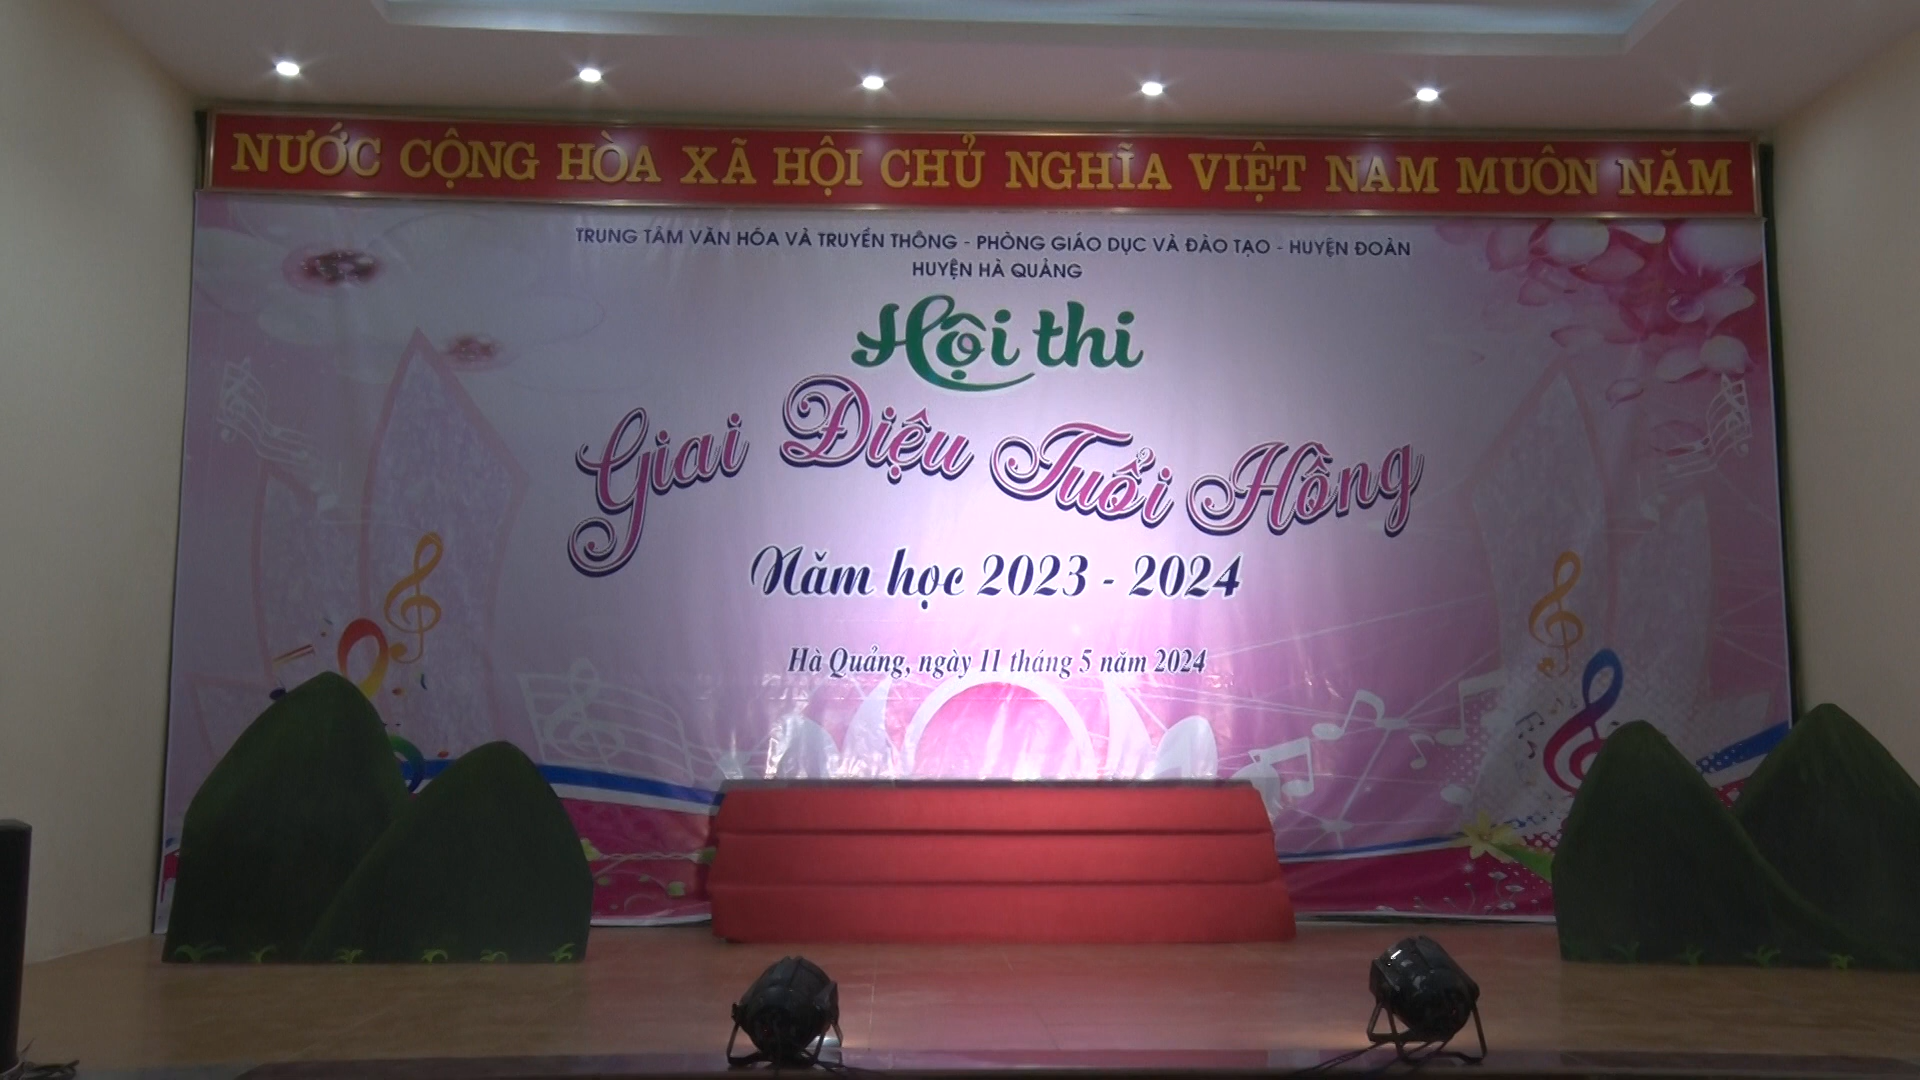 NƯỚC CỘNG HÒA XÃ HỘI CHỦ NGHĨA VIỆT NAM MUÔN NĂM
TRUNG TÂM VĂN HÓA VÀ TRUYỀN THÔNG - PHÒNG GIÁO DỤC VÀ ĐÀO TẠO - HUYỆN ĐOÀN
HUYỆN HÀ QUẢNG
Hội thi
Giai Điệu Tuổi Hồng
Năm học 2023 - 2024
Hà Quảng, ngày 11 tháng 5 năm 2024